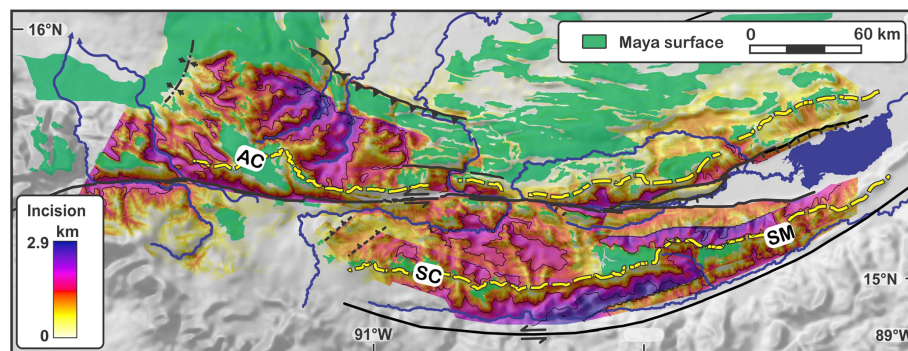 16°N
Maya surface
0 60 km
AC
Incision
2.9
km
0
SC
SM
15°N
91°W
89°W